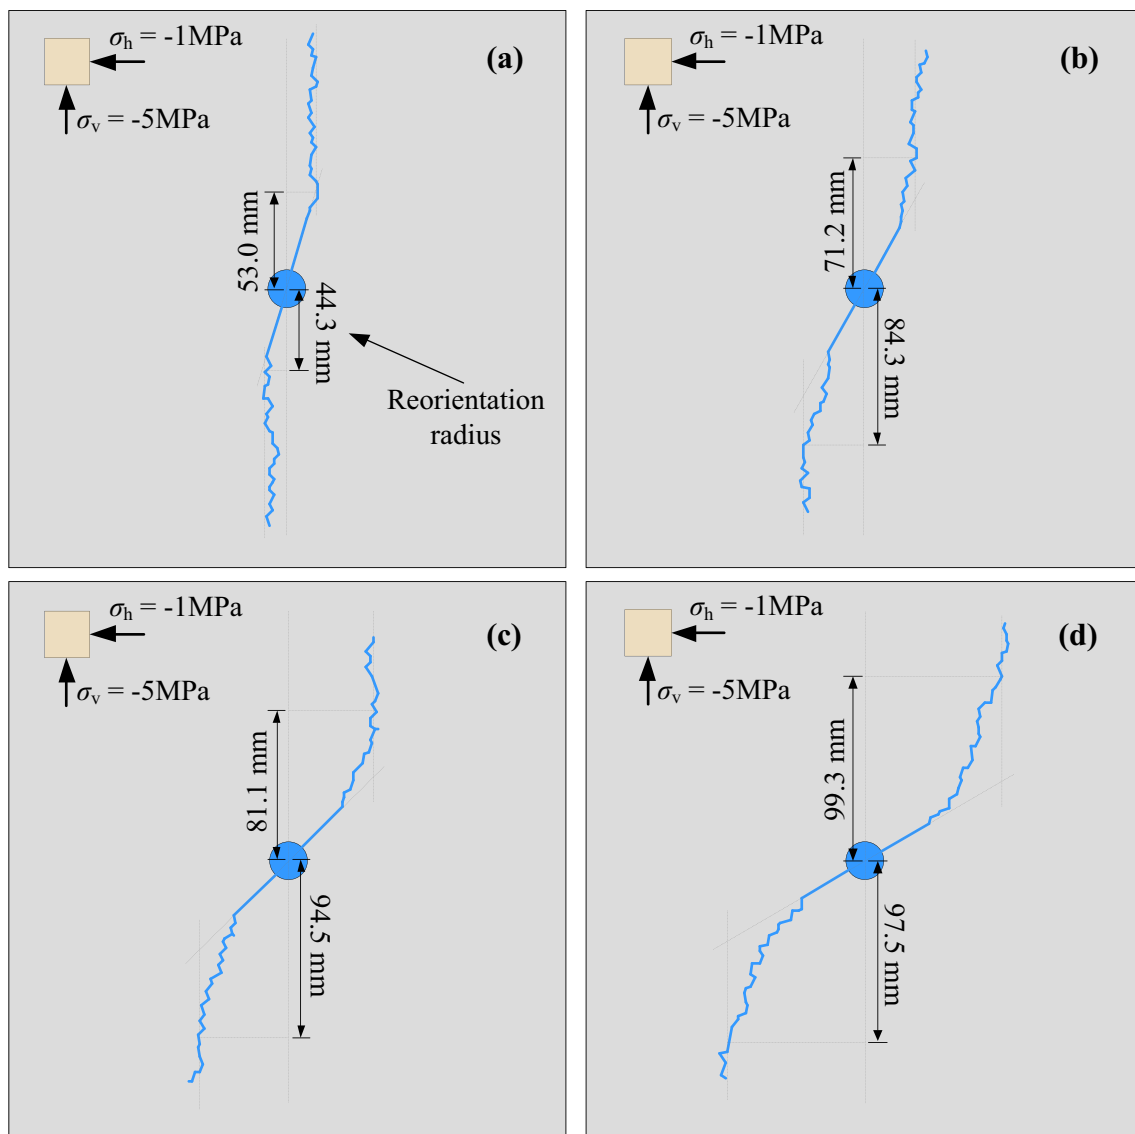 σh = -1MPa
(a)
σv = -5MPa
53.0 mm
44.3 mm
Reorientation
radius
σh = -1MPa
(b)
σv = -5MPa
71.2 mm
84.3 mm
σh = -1MPa
(c)
σv = -5MPa
81.1 mm
94.5 mm
σh = -1MPa
(d)
σv = -5MPa
99.3 mm
97.5 mm